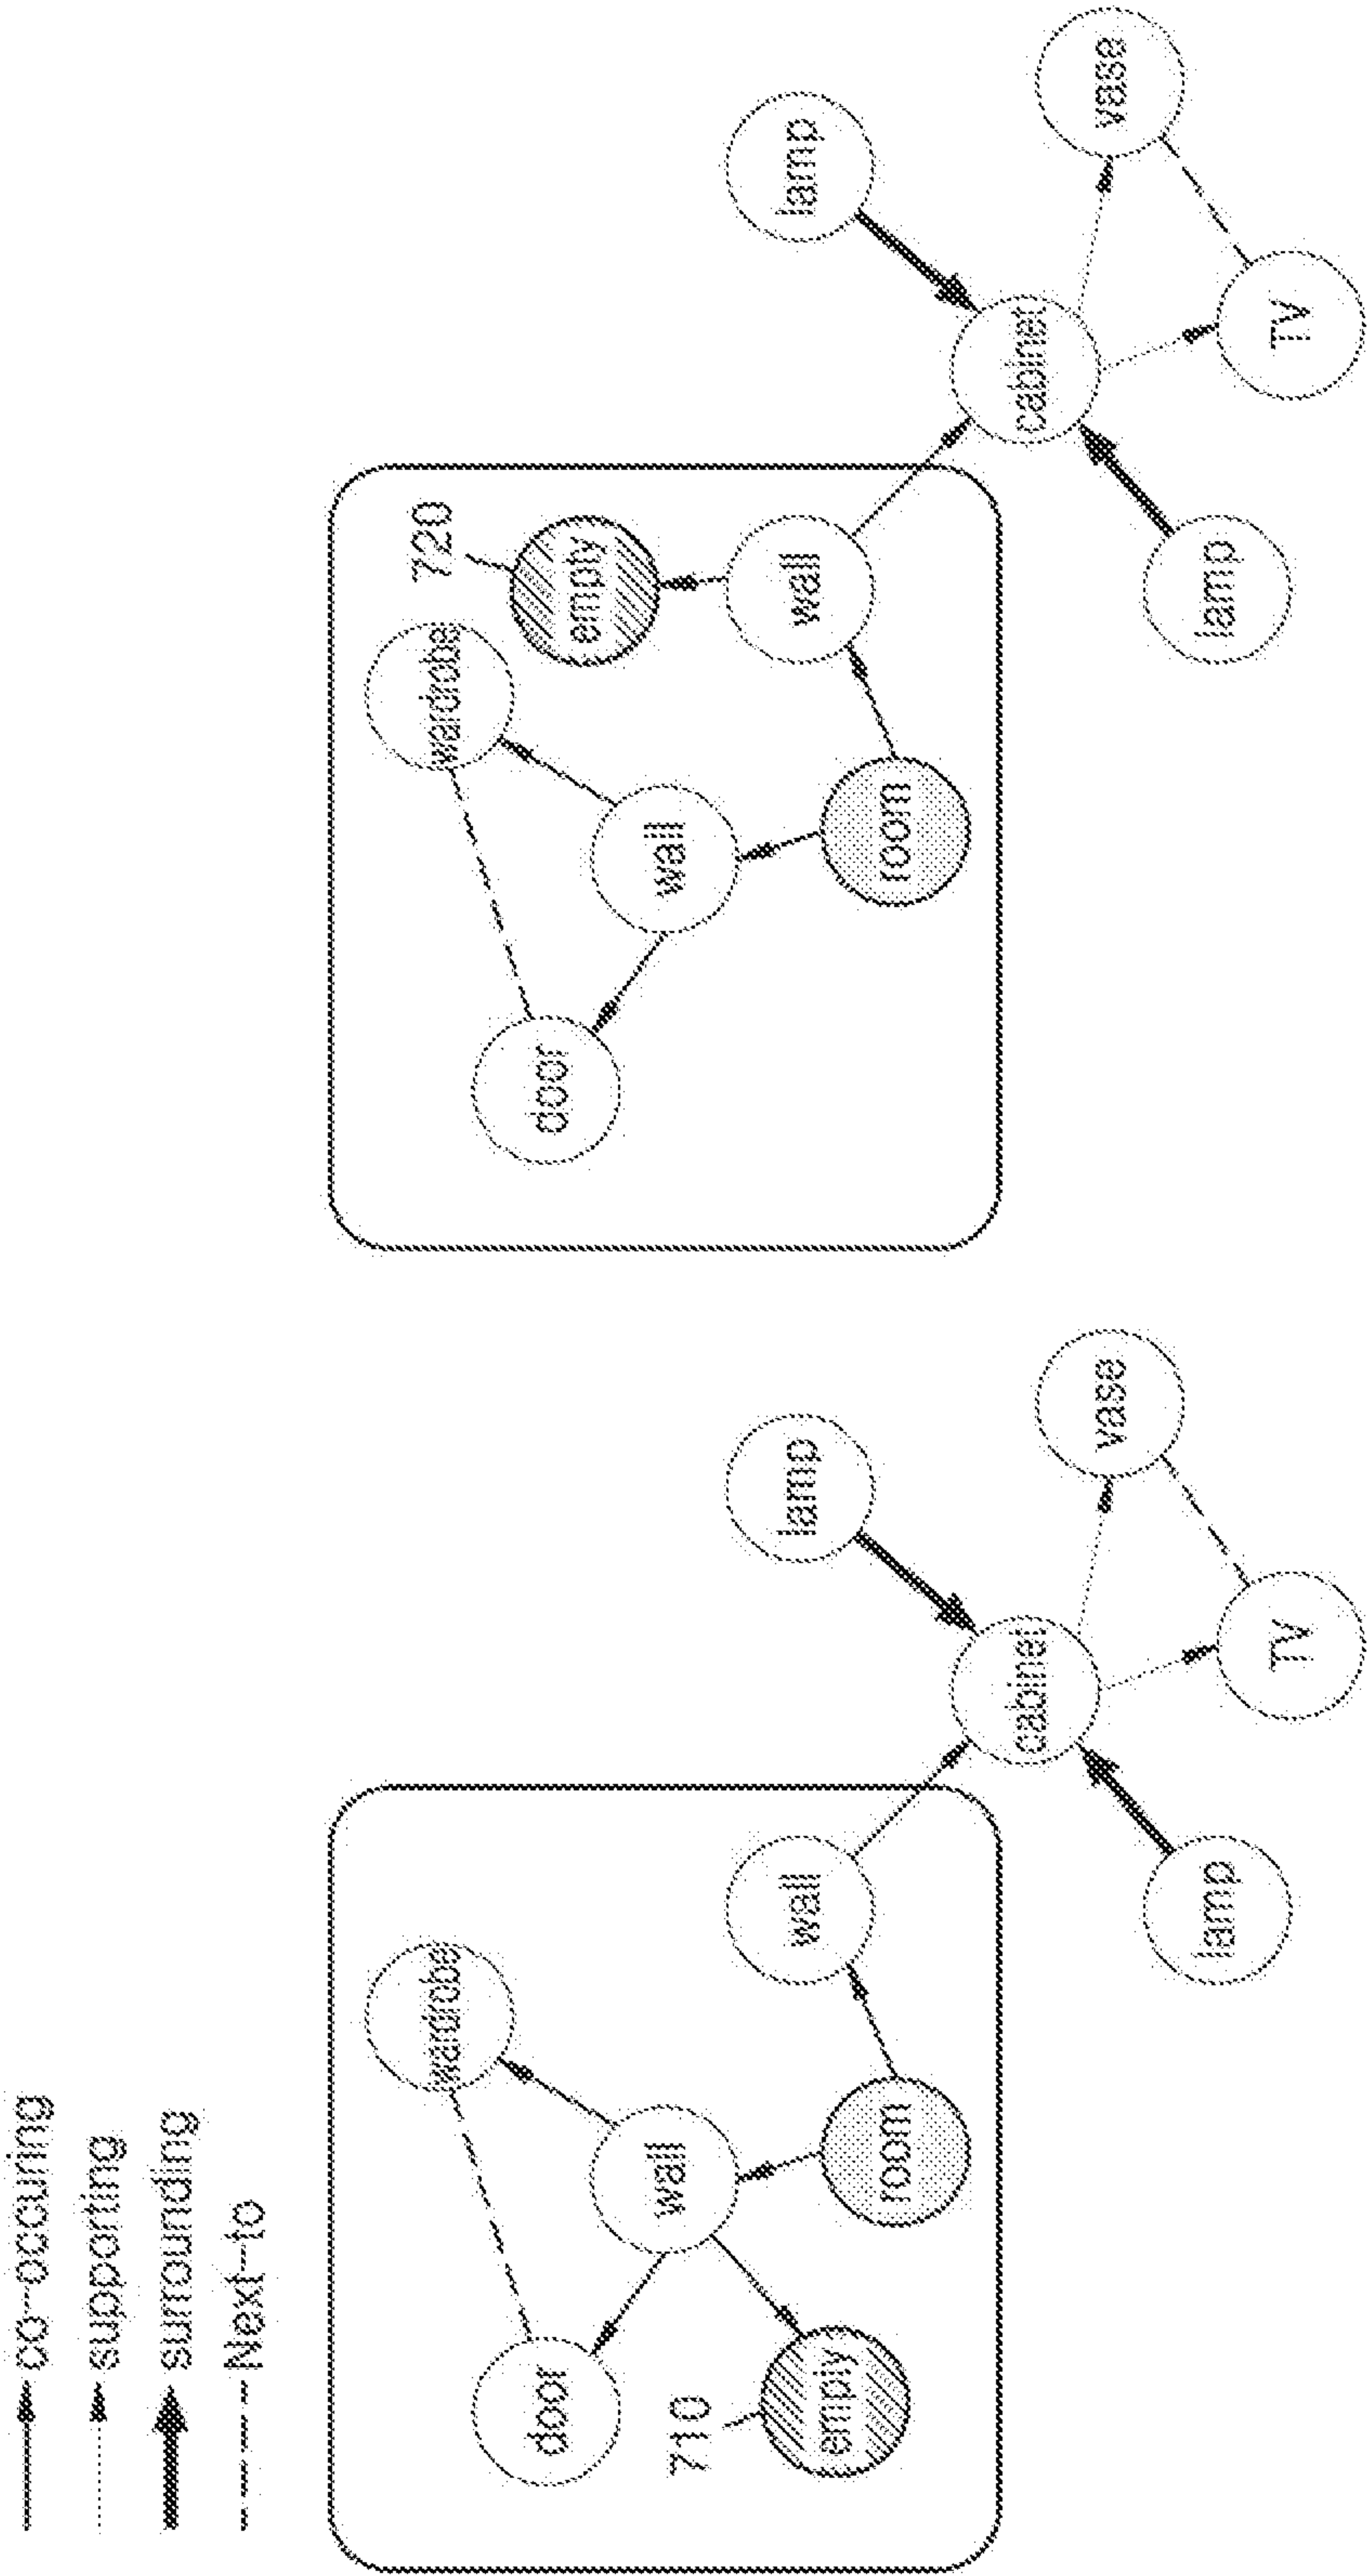 co-occuring
supporting
surrounding
Next-to
door
wardrobe
wall
710
empty
room
wall
lamp
cabinet
lamp
vase
TV
door
wardrobe
720
empty
wall
room
wall
lamp
cabinet
lamp
vase
TV